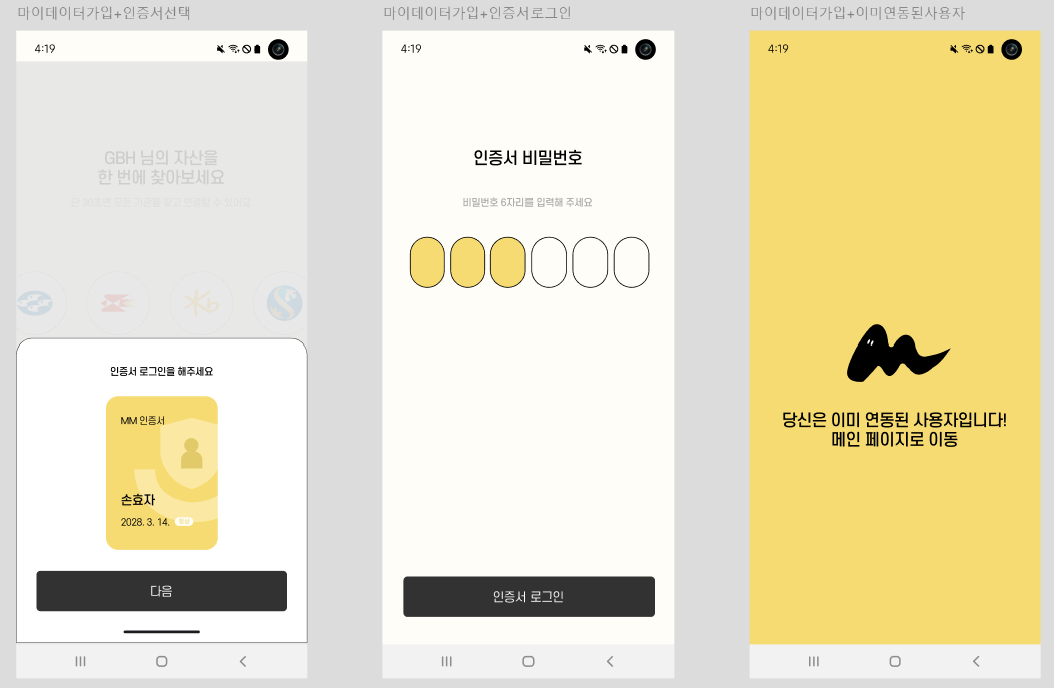 마이데이터가입+인증서선택
4:19
GBH 님의 자산을
한 번에 찾아보세요
인증서 로그인을 해주세요
MM 인증서
손효자
2028. 3. 14.
다음
마이데이터가입+인증서로그인
4:19
인증서 비밀번호
비밀번호 6자리를 입력해 주세요
인증서 로그인
마이데이터가입+이미연동된사용자
4:19
당신은 이미 연동된 사용자입니다!
메인 페이지로 이동